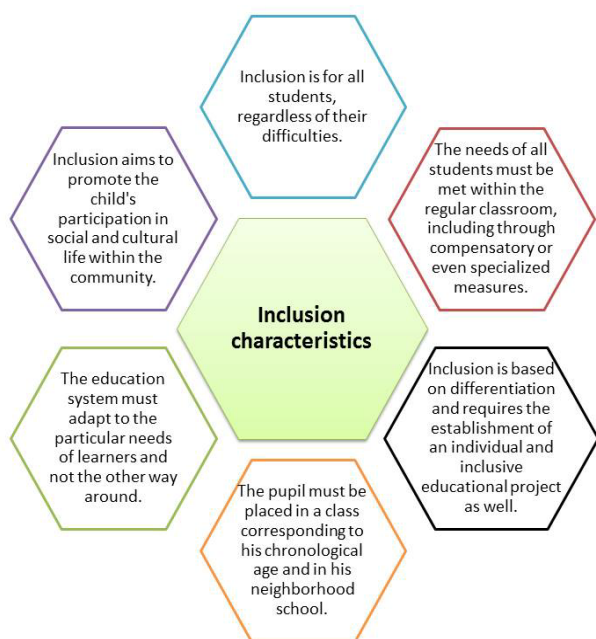 Inclusion is for all
students,
regardless of their
difficulties.
The needs of all
students must be
met within the
regular classroom,
including through
compensatory or
even specialized
measures.
Inclusion is based
on differentiation
and requires the
establishment of
an individual and
inclusive
educational project
as well.
The pupil must be
placed in a class
corresponding to
his chronological
age and in his
neighborhood
school.
The education
system must
adapt to the
particular needs
of learners and
not the other way
around.
Inclusion aims to
promote the
child's
participation in
social and cultural
life within the
community.
Inclusion
characteristics